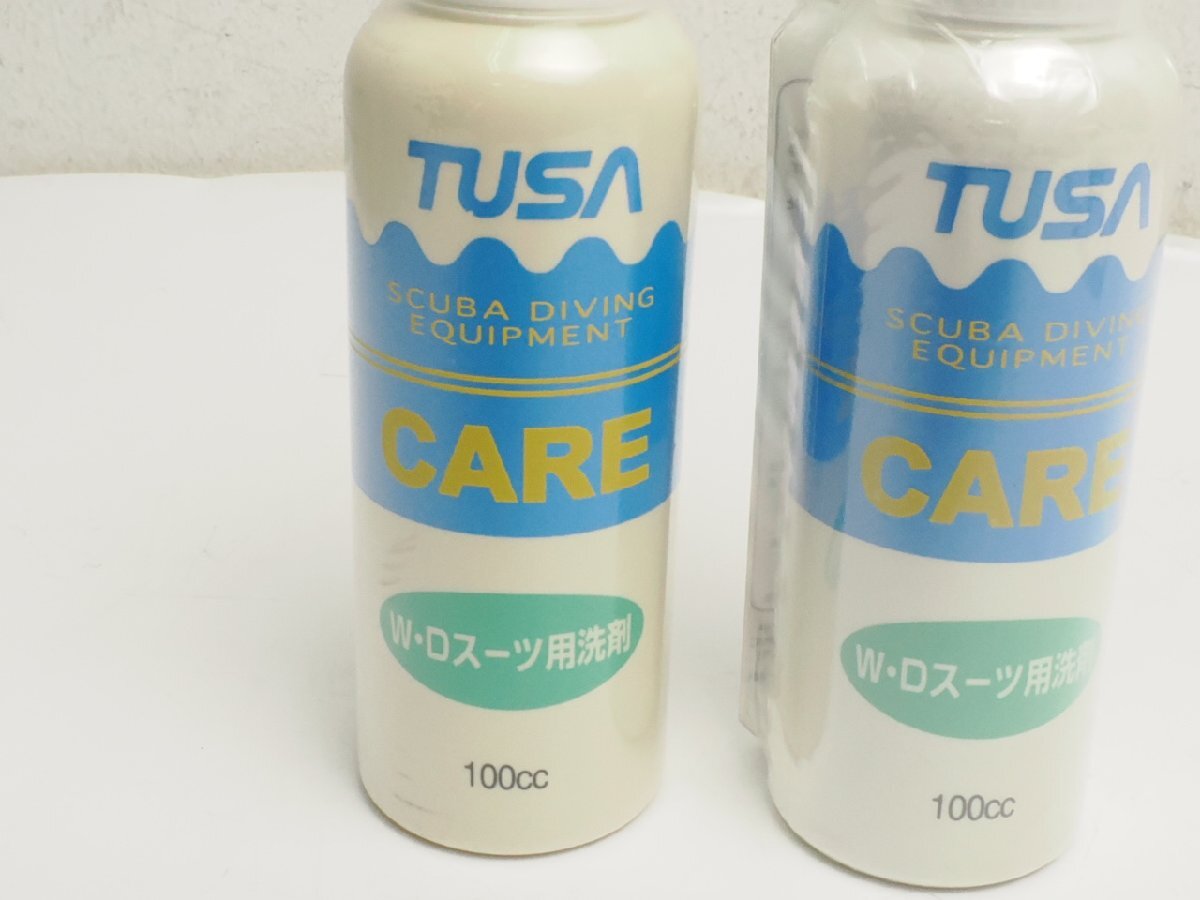 TUSA
SCUBA DIVING
EQUIPMENT
CARE
W・Dスーツ用洗剤
100cc
TUSA
SCUBA DIVING
EQUIPMENT
CARE
W・Dスーツ用洗剤
100cc